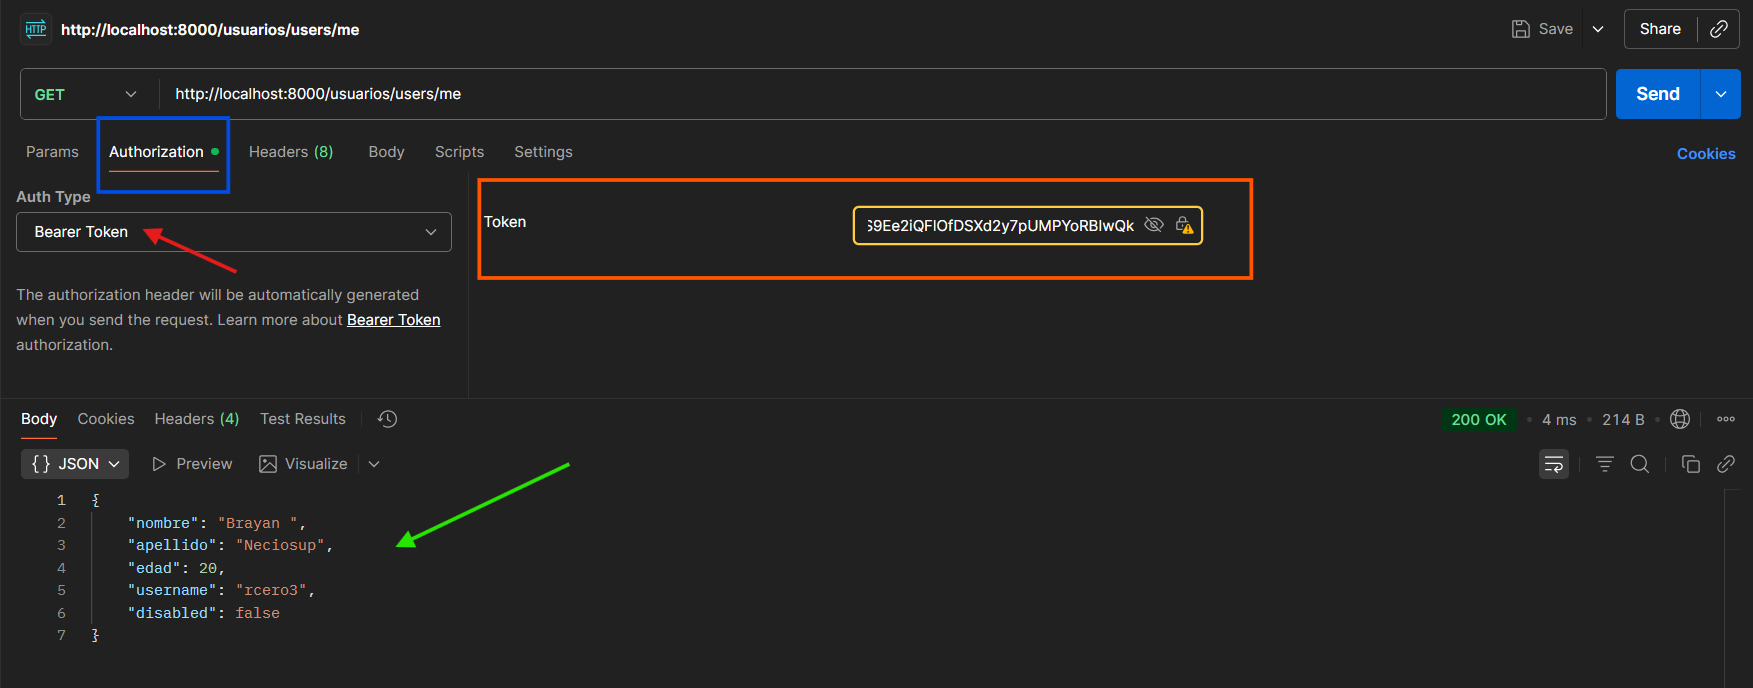 HTTP http://localhost:8000/usuarios/users/me Save Share
GET http://localhost:8000/usuarios/users/me Send
Params Authorization Headers (8) Body Scripts Settings Cookies
Auth Type
Bearer Token
Token S9Ee2iQFlOfDSXd2y7pUMPYoRBlwQk
The authorization header will be automatically generated
when you send the request. Learn more about Bearer Token
authorization.
Body Cookies Headers (4) Test Results 200 OK • 4 ms • 214 B •
{} JSON Preview Visualize
1 {
2 "nombre": "Brayan ",
3 "apellido": "Neciosup",
4 "edad": 20,
5 "username": "rcero3",
6 "disabled": false
7 }